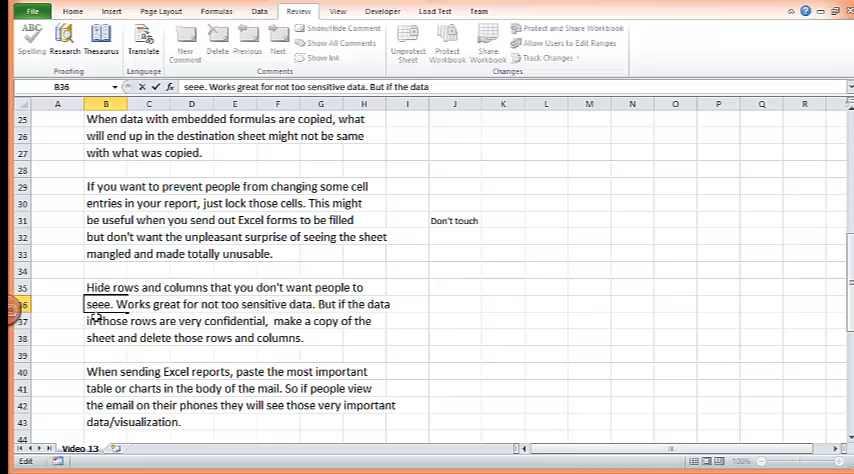 File Home Insert Page Layout Formulas Data Review View Developer Load Test Team
ABC
Spelling Research Thesaurus
Proofing
Translate
Language
New Comment Delete Previous Next
Show/Hide Comment
Show All Comments
Show Ink
Comments
Unprotect Sheet Protect Workbook Share Workbook
Protect and Share Workbook
Allow Users to Edit Ranges
Track Changes
Changes
B36 fx seee. Works great for not too sensitive data. But if the data
A B C D E F G H I J K L M N O P Q R
25 When data with embedded formulas are copied, what
26 will end up in the destination sheet might not be same
27 with what was copied.
28
29 If you want to prevent people from changing some cell
30 entries in your report, just lock those cells. This might
31 be useful when you send out Excel forms to be filled Don't touch
32 but don't want the unpleasant surprise of seeing the sheet
33 mangled and made totally unusable.
34
35 Hide rows and columns that you don't want people to
36 seee. Works great for not too sensitive data. But if the data
37 in those rows are very confidential, make a copy of the
38 sheet and delete those rows and columns.
39
40 When sending Excel reports, paste the most important
41 table or charts in the body of the mail. So if people view
42 the email on their phones they will see those very important
43 data/visualization.
44
Video 13
Edit 100%